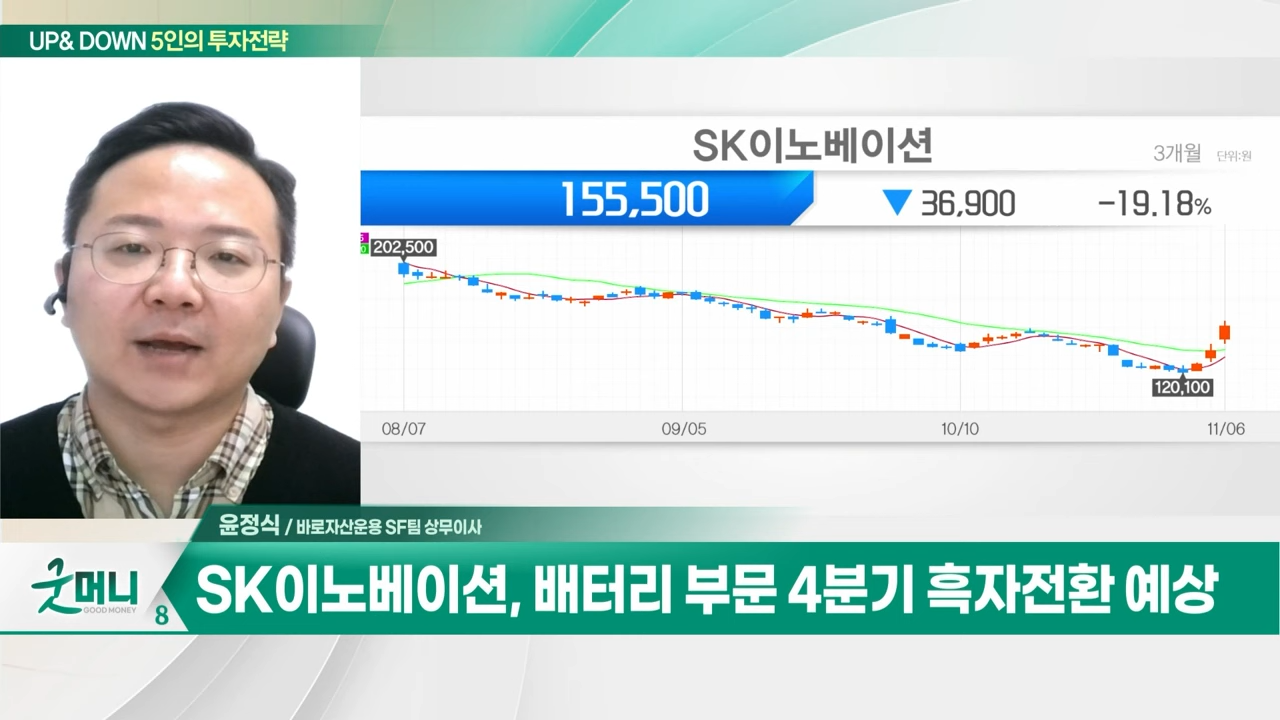 UP& DOWN 5인의 투자전략
SK이노베이션
3개월 단위:원
155,500 ▼ 36,900 -19.18%
202,500
120,100
08/07 09/05 10/10 11/06
윤정식 / 바로자산운용 SF팀 상무이사
굿머니
GOOD MONEY
8
SK이노베이션, 배터리 부문 4분기 흑자전환 예상